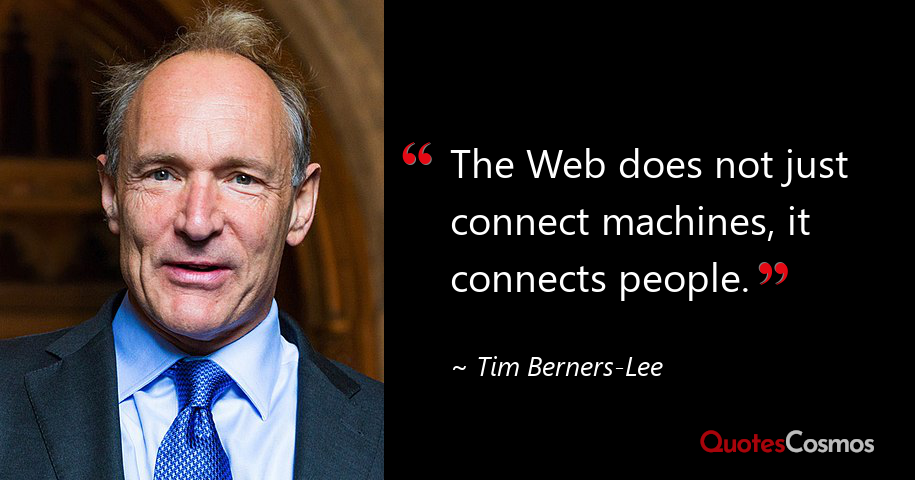 “ The Web does not just
connect machines, it
connects people. ”
~ Tim Berners-Lee
QuotesCosmos